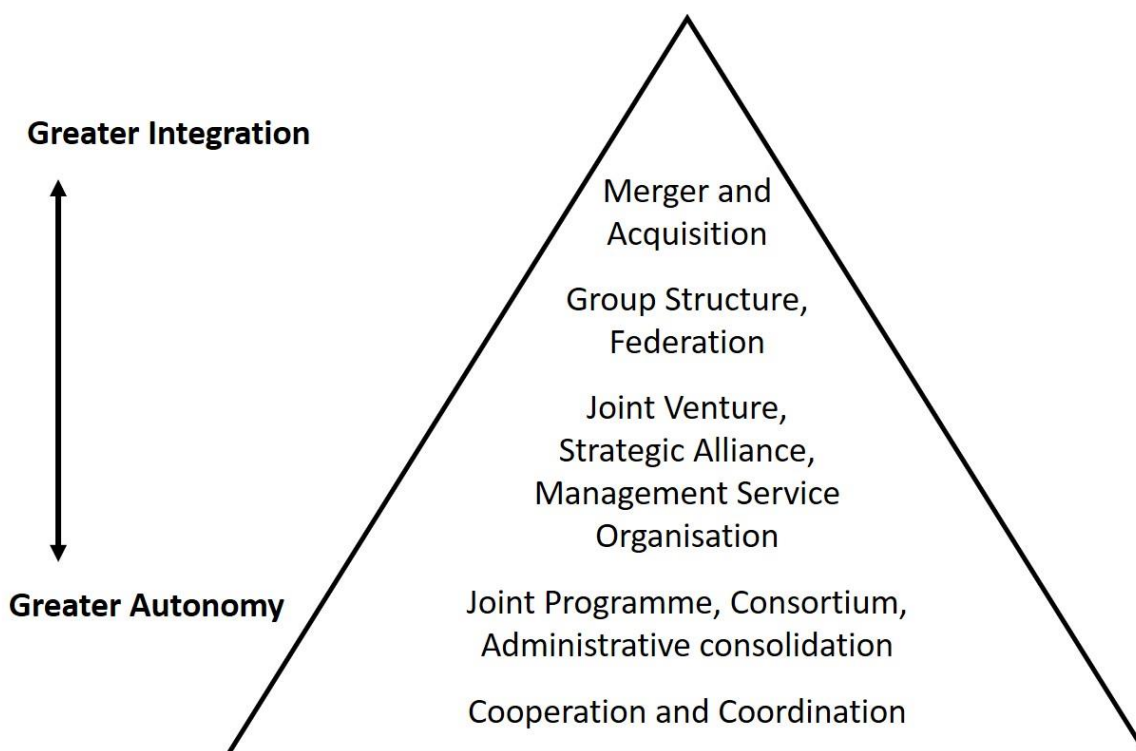 Greater Integration
Merger and
Acquisition
Group Structure,
Federation
Joint Venture,
Strategic Alliance,
Management Service
Organisation
Greater Autonomy
Joint Programme, Consortium,
Administrative consolidation
Cooperation and Coordination